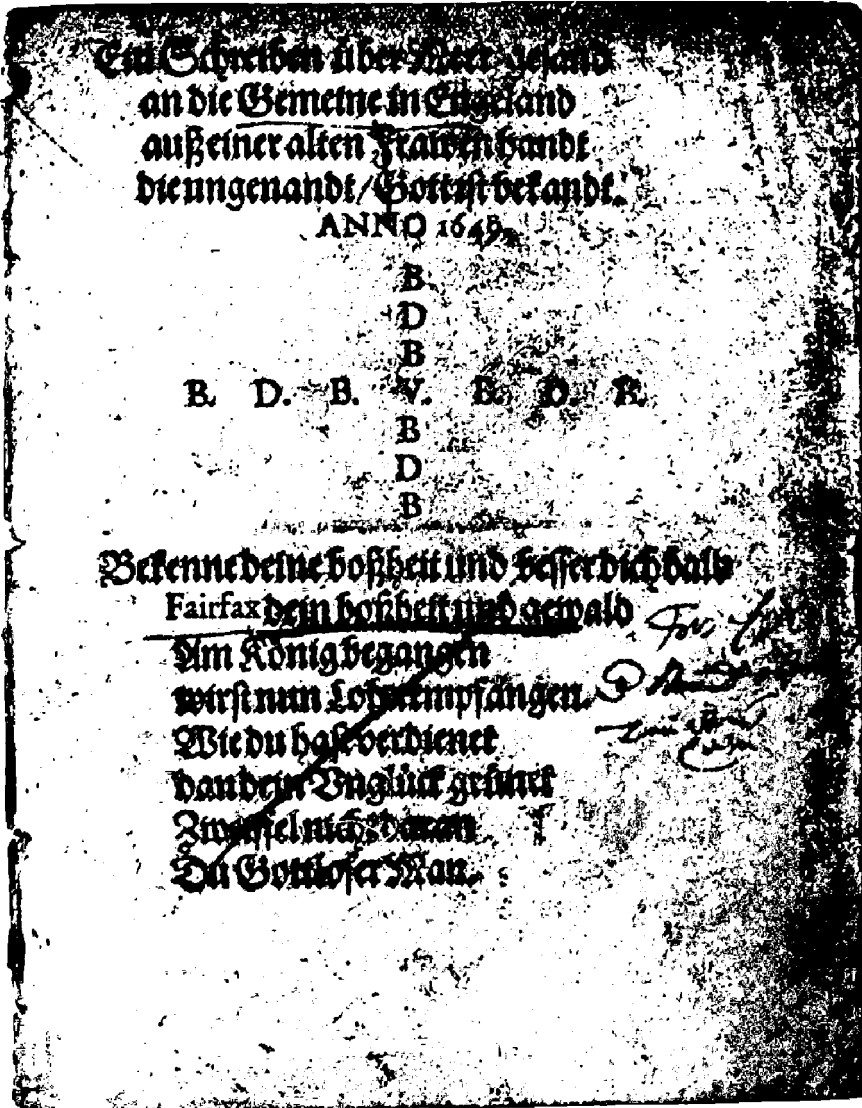 Ein Schreiben über Meer gesand
an die Gemeine in Engeland
auß einer alten Frawen handt
die ungenandt/ Gott ist bekandt.
ANNO 1648.
B
D
B
B. D. B. V. B. D. B.
B
D
B
Bekenne deine boßheit und besser dich bald
Fairfax dein boßheit und gewald
Am König begangen
wirst nun Lohn empfangen.
Wie du hast verdienet
dan dein Vnglück grünet
Zweiffel nicht daran
Du Gottloser Man.